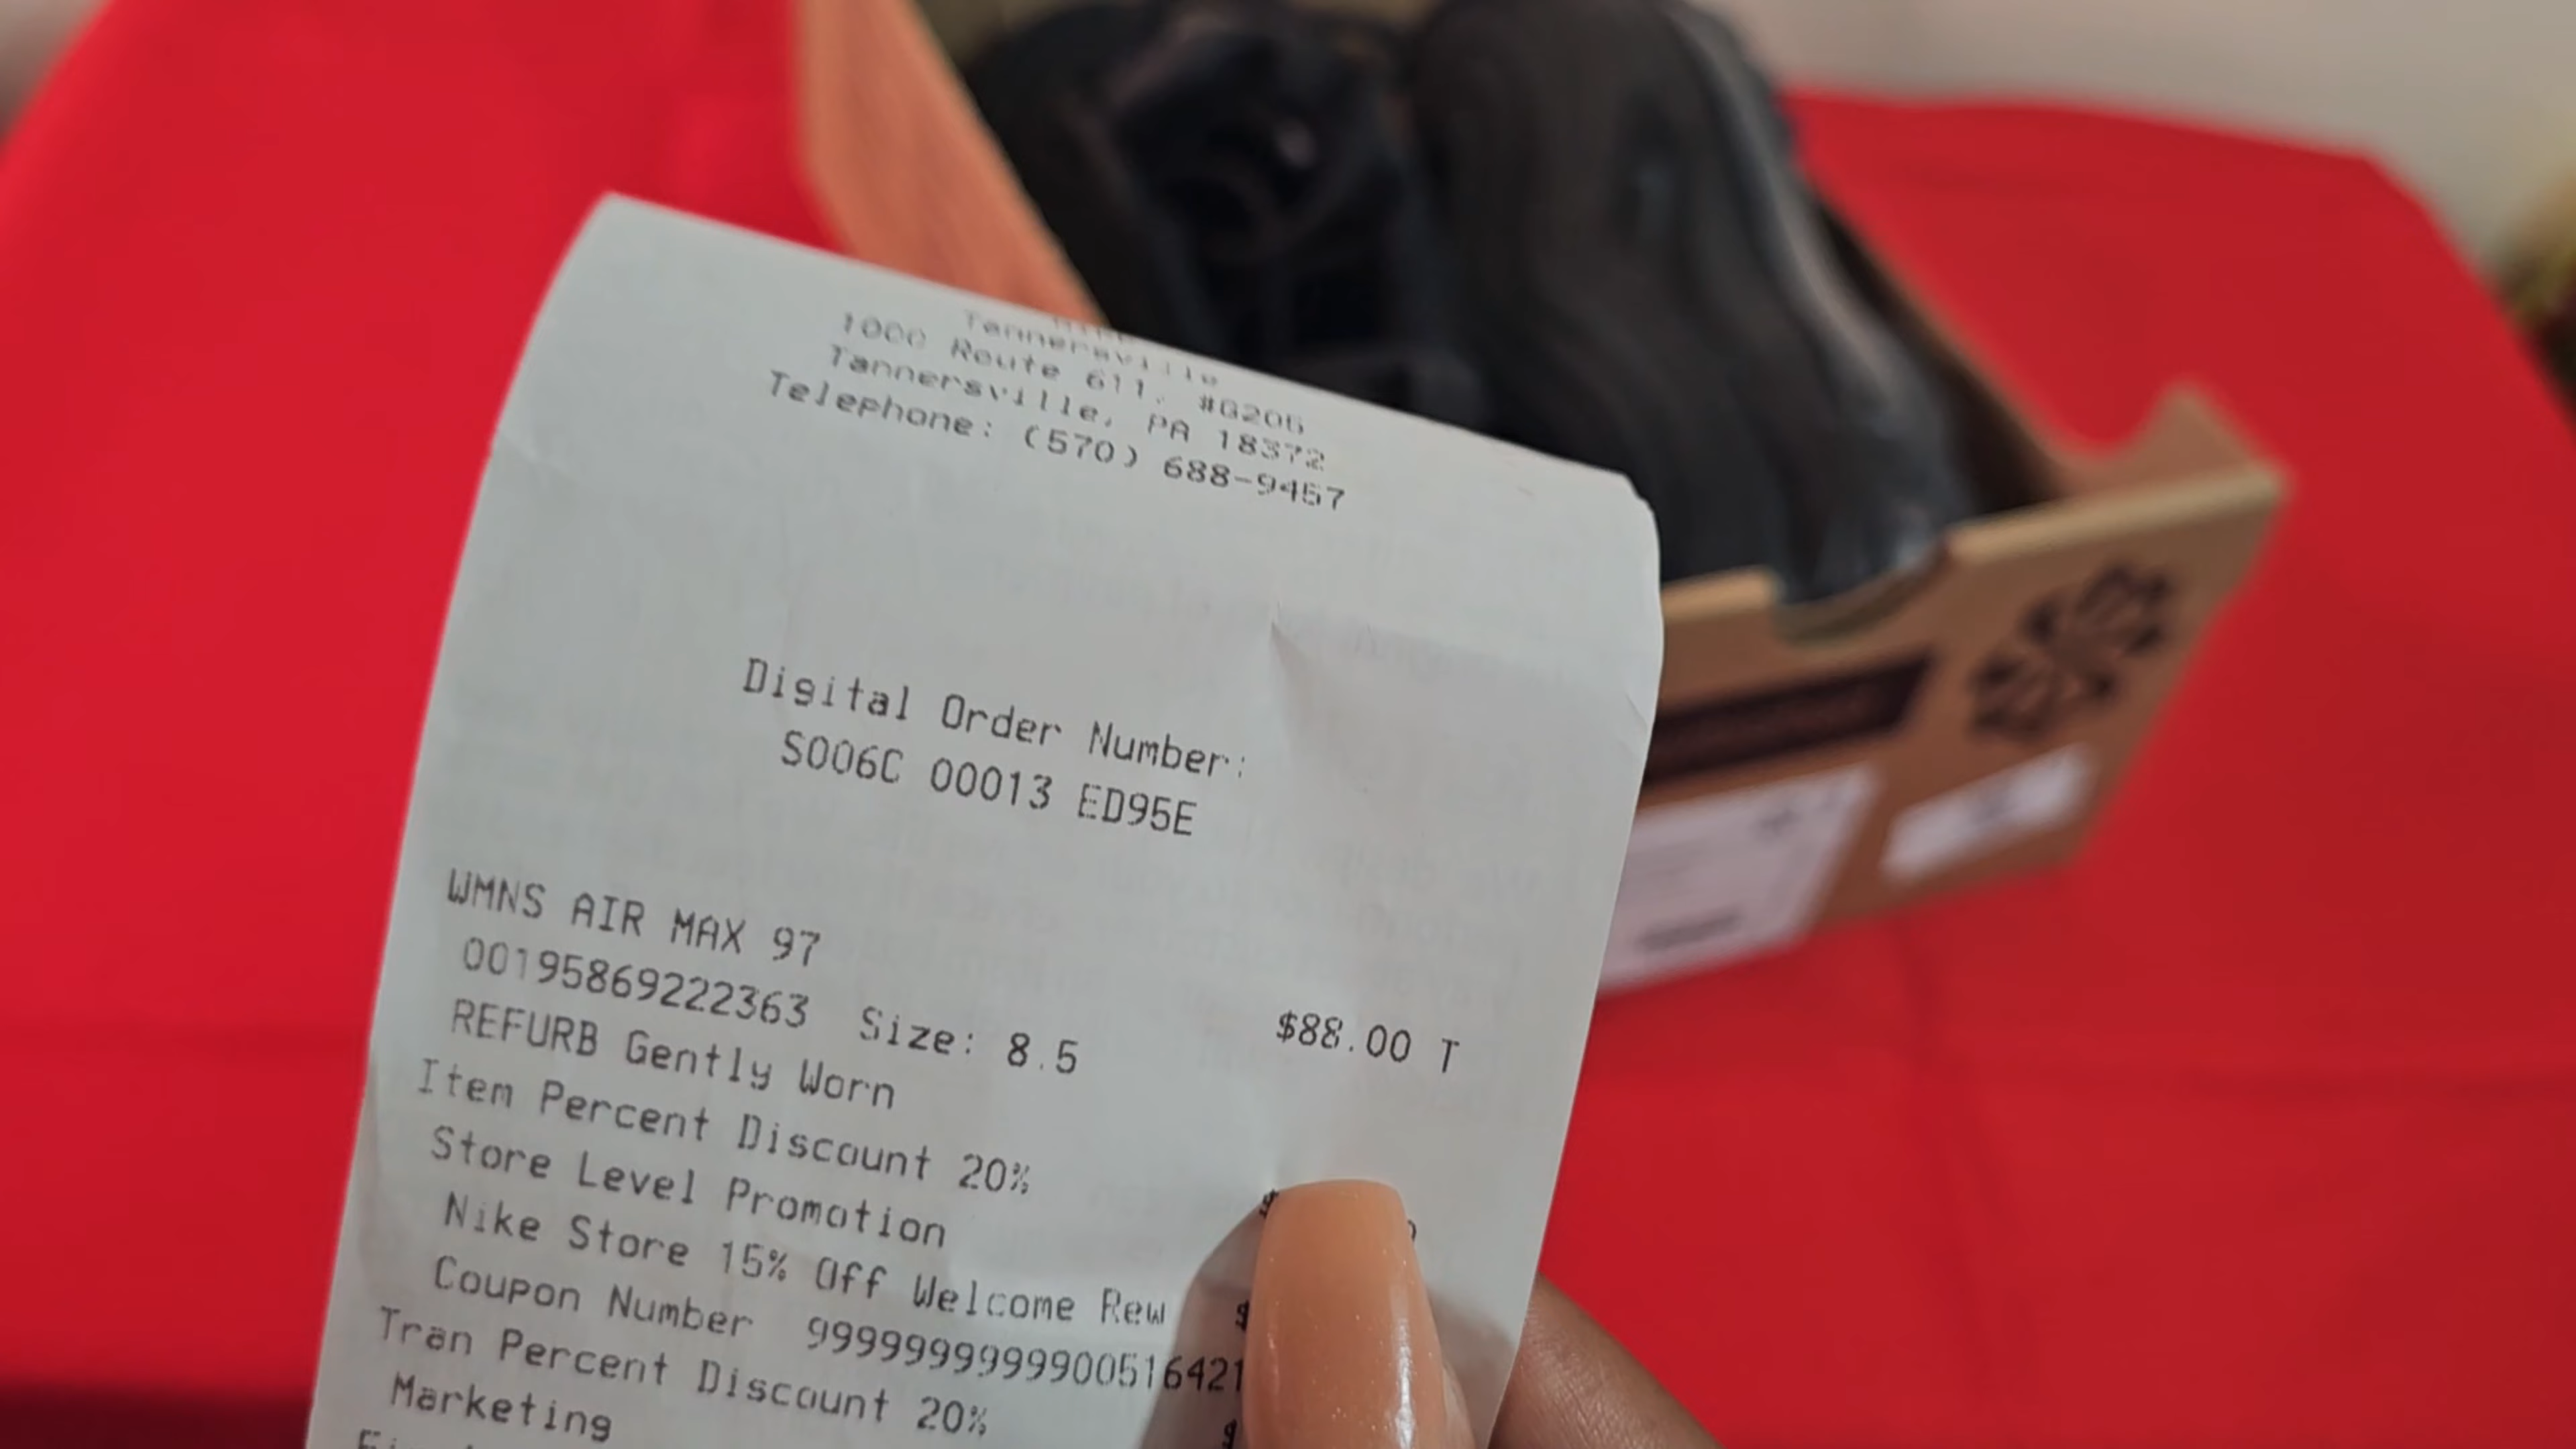 Tannersville
1000 Route 611, #G205
Tannersville, PA 18372
Telephone: (570) 688-9457
Digital Order Number:
S006C 00013 ED95E
WMNS AIR MAX 97
00195869222363 Size: 8.5 $88.00 T
REFURB Gently Worn
Item Percent Discount 20%
Store Level Promotion $
Nike Store 15% Off Welcome Rew $
Coupon Number 9999999999900516421
Tran Percent Discount 20%
Marketing $